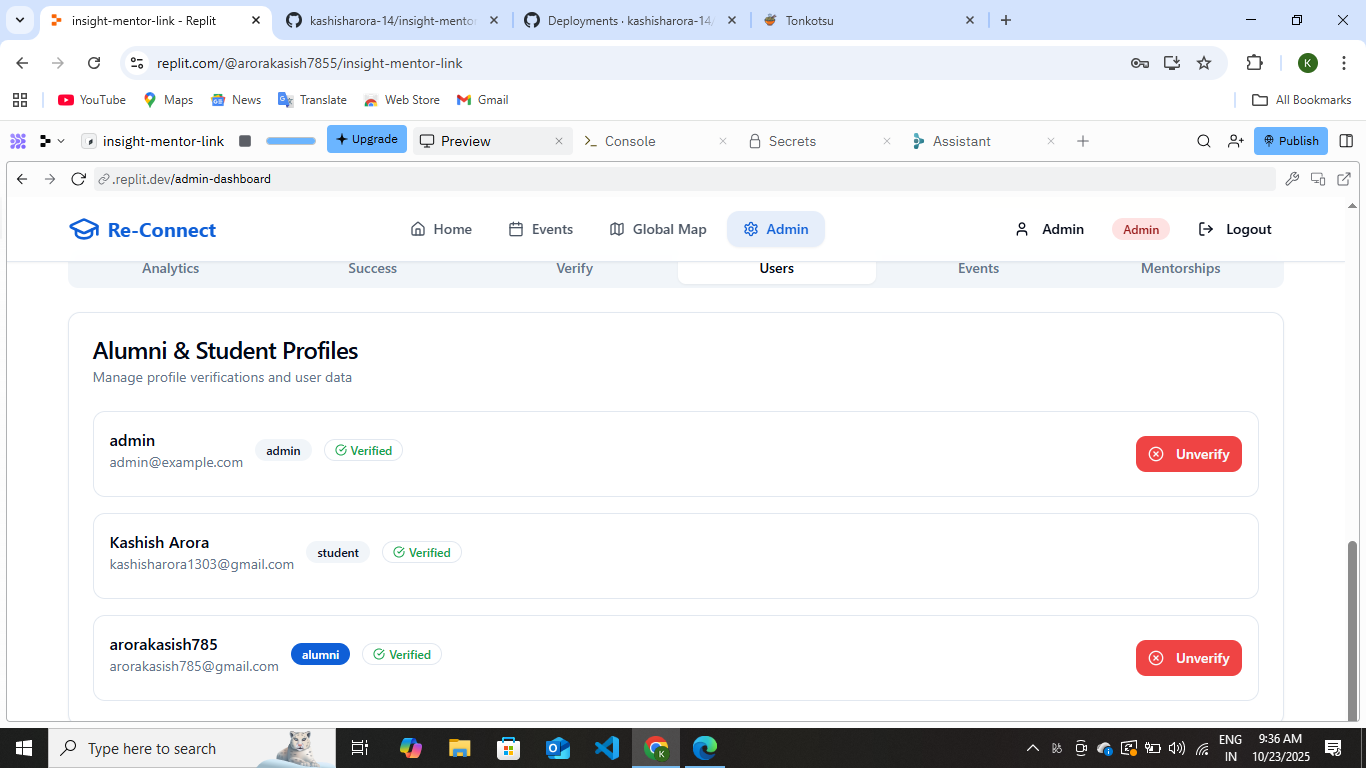 insight-mentor-link - Replit
kashisharora-14/insight-mentor
Deployments · kashisharora-14/
Tonkotsu
replit.com/@arorakasish7855/insight-mentor-link
K
YouTube
Maps
News
Translate
Web Store
Gmail
All Bookmarks
insight-mentor-link
Upgrade
Preview
Console
Secrets
Assistant
Publish
.replit.dev/admin-dashboard
Re-Connect
Home
Events
Global Map
Admin
Admin
Admin
Logout
Analytics
Success
Verify
Users
Events
Mentorships
Alumni & Student Profiles
Manage profile verifications and user data
admin
admin@example.com
admin
Verified
Unverify
Kashish Arora
kashisharora1303@gmail.com
student
Verified
arorakasish785
arorakasish785@gmail.com
alumni
Verified
Unverify
Type here to search
ENG
IN
9:36 AM
10/23/2025